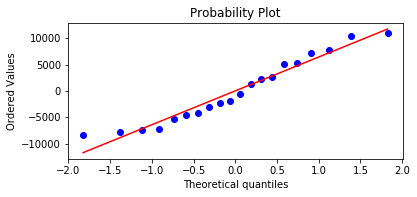 Probability Plot
Ordered Values
10000
5000
0
−5000
−10000
−2.0 −1.5 −1.0 −0.5 0.0 0.5 1.0 1.5 2.0
Theoretical quantiles